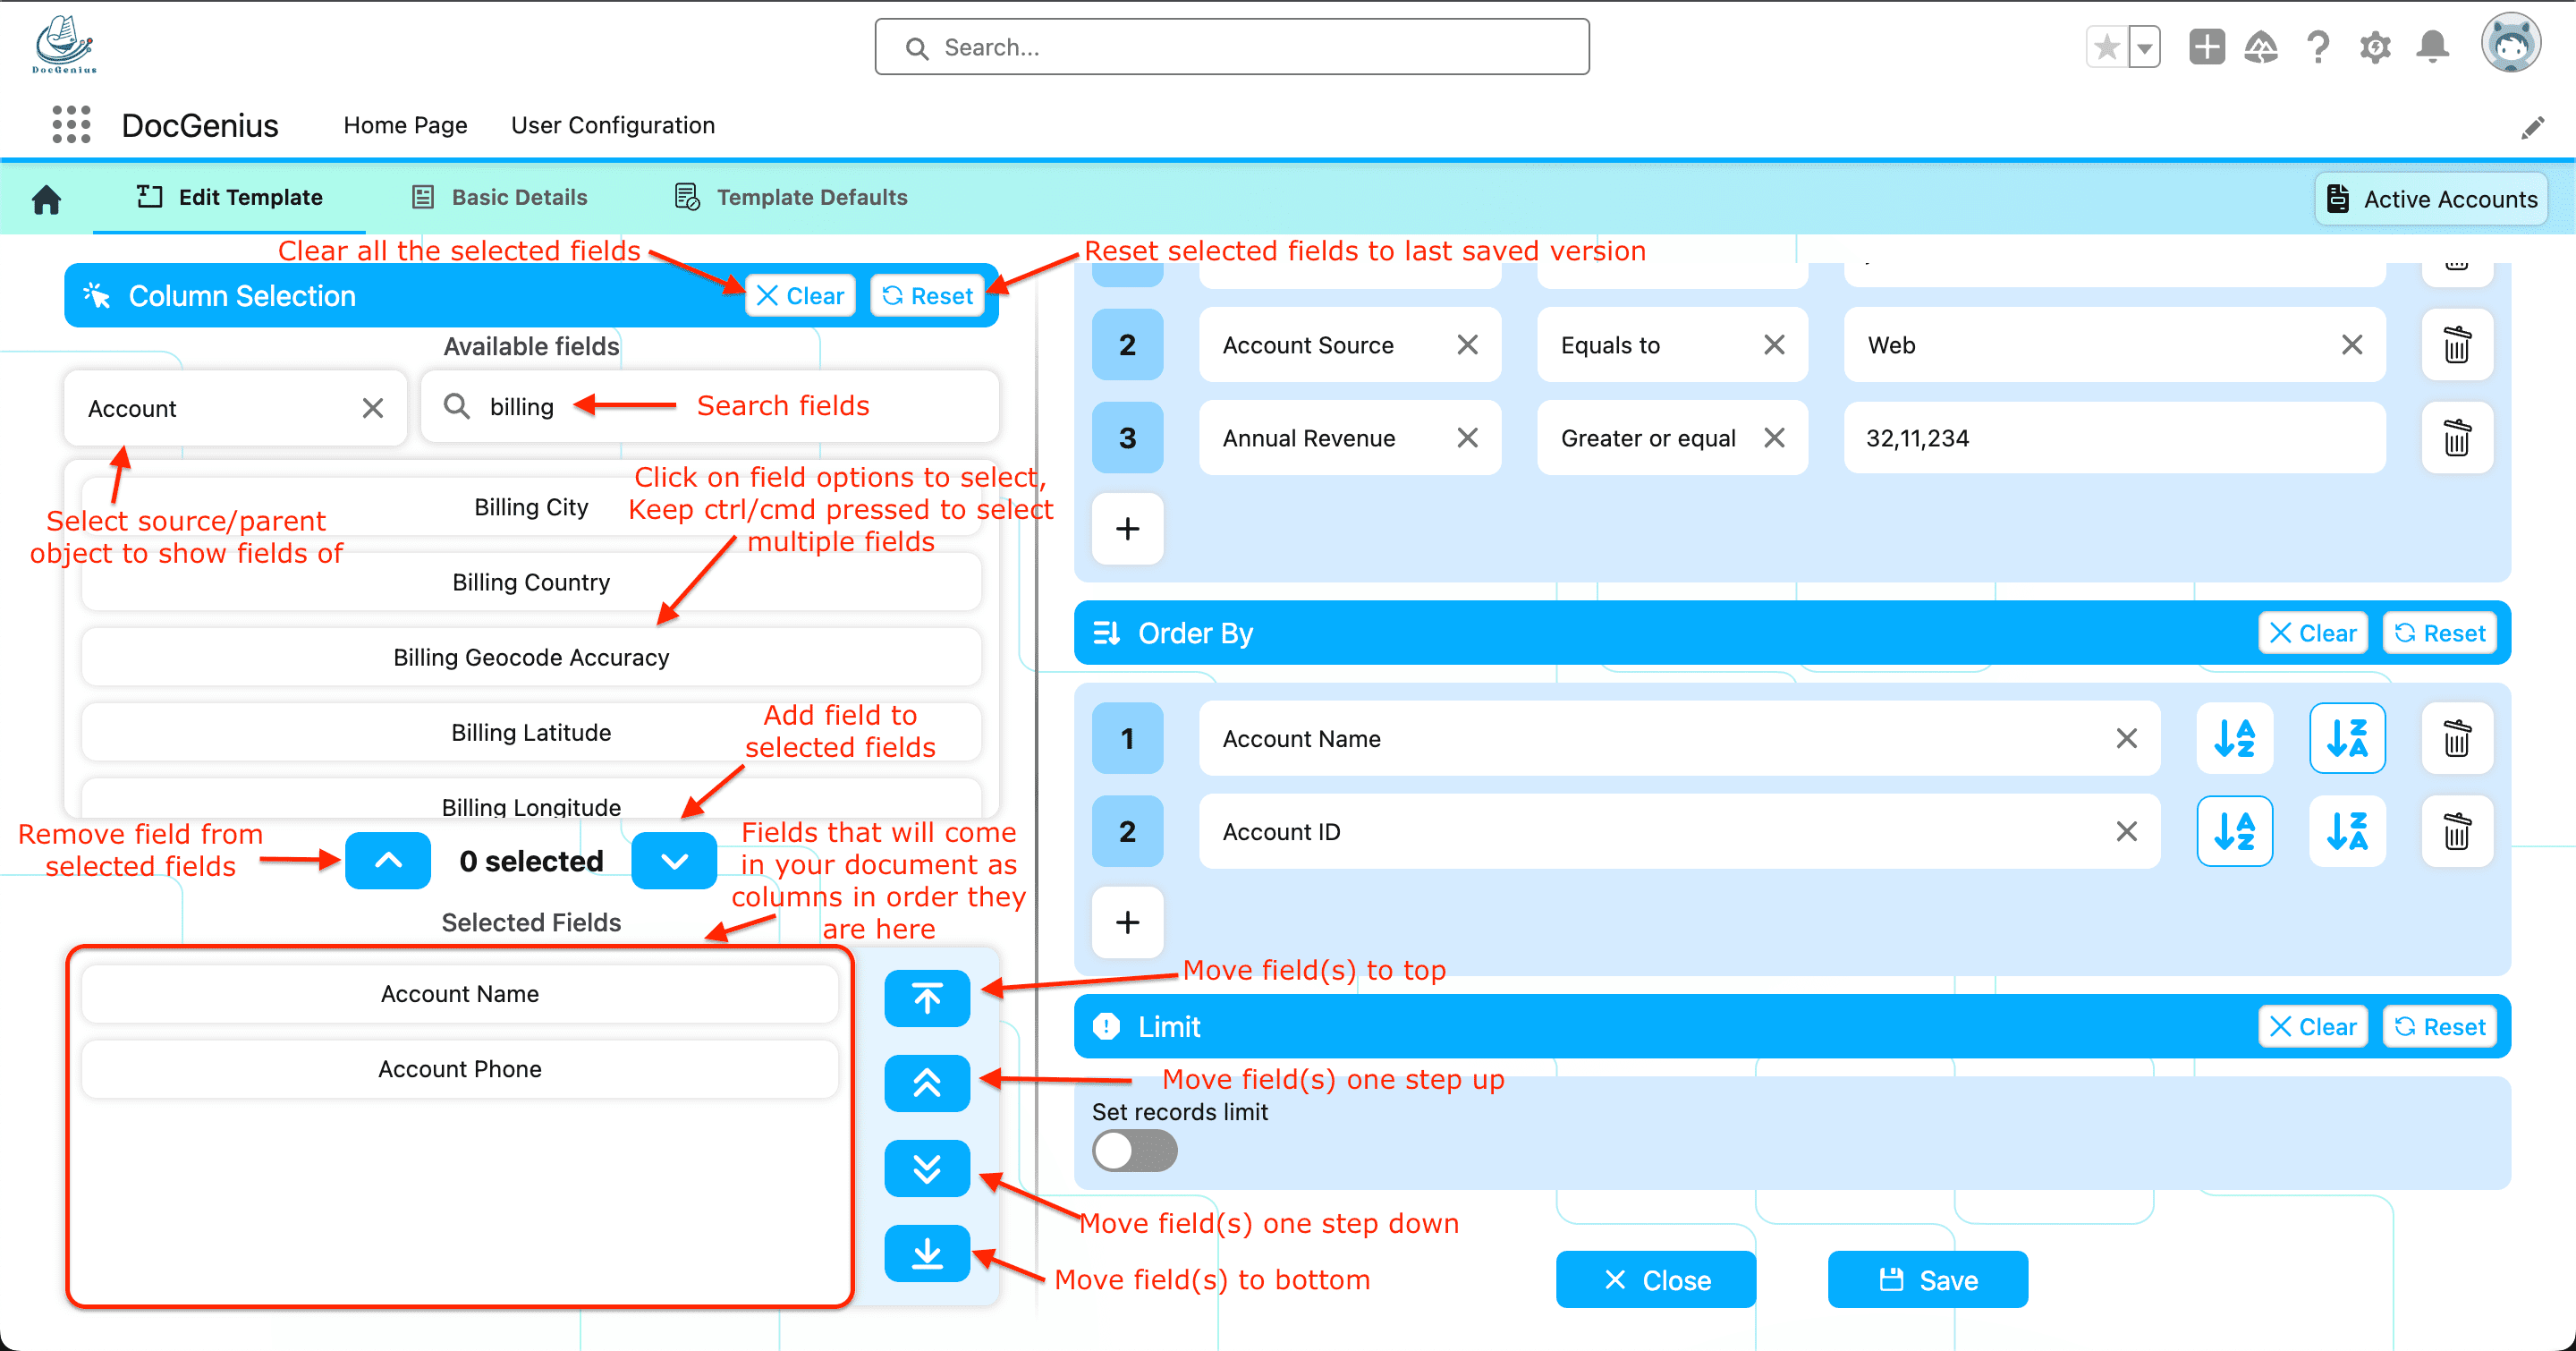 DocGenius
Search...
DocGenius
Home Page
User Configuration
Edit Template
Basic Details
Template Defaults
Active Accounts
Clear all the selected fields
Reset selected fields to last saved version
Column Selection
Clear
Reset
Available fields
Account
billing
Search fields
Click on field options to select,
Keep ctrl/cmd pressed to select
multiple fields
Select source/parent
object to show fields of
Billing City
Billing Country
Billing Geocode Accuracy
Billing Latitude
Billing Longitude
Add field to
selected fields
Remove field from
selected fields
0 selected
Fields that will come
in your document as
columns in order they
are here
Selected Fields
Account Name
Account Phone
Move field(s) to top
Move field(s) one step up
Move field(s) one step down
Move field(s) to bottom
2
Account Source
Equals to
Web
3
Annual Revenue
Greater or equal
32,11,234
+
Order By
Clear
Reset
1
Account Name
A
Z
Z
A
2
Account ID
A
Z
Z
A
+
Limit
Clear
Reset
Set records limit
Close
Save